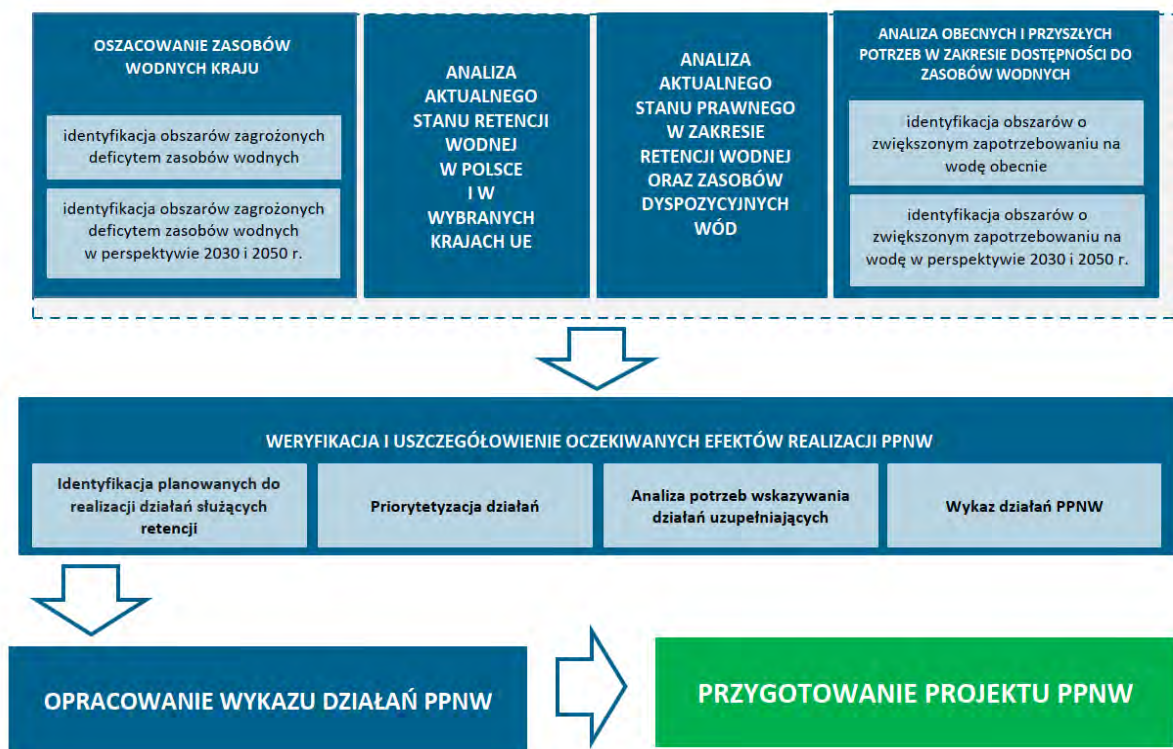 OSZACOWANIE ZASOBÓW
WODNYCH KRAJU
identyfikacja obszarów zagrożonych
deficytem zasobów wodnych
identyfikacja obszarów zagrożonych
deficytem zasobów wodnych
w perspektywie 2030 i 2050 r.
ANALIZA
AKTUALNEGO
STANU RETENCJI
WODNEJ
W POLSCE
I W
WYBRANYCH
KRAJACH UE
ANALIZA
AKTUALNEGO
STANU PRAWNEGO
W ZAKRESIE
RETENCJI WODNEJ
ORAZ ZASOBÓW
DYSPOZYCYJNYCH
WÓD
ANALIZA OBECNYCH I PRZYSZŁYCH
POTRZEB W ZAKRESIE DOSTĘPNOŚCI DO
ZASOBÓW WODNYCH
identyfikacja obszarów o
zwiększonym zapotrzebowaniu na
wodę obecnie
identyfikacja obszarów o
zwiększonym zapotrzebowaniu na
wodę w perspektywie 2030 i 2050 r.
WERYFIKACJA I USZCZEGÓŁOWIENIE OCZEKIWANYCH EFEKTÓW REALIZACJI PPNW
Identyfikacja planowanych do
realizacji działań służących
retencji
Priorytetyzacja działań
Analiza potrzeb wskazywania
działań uzupełniających
Wykaz działań PPNW
OPRACOWANIE WYKAZU DZIAŁAŃ PPNW
PRZYGOTOWANIE PROJEKTU PPNW